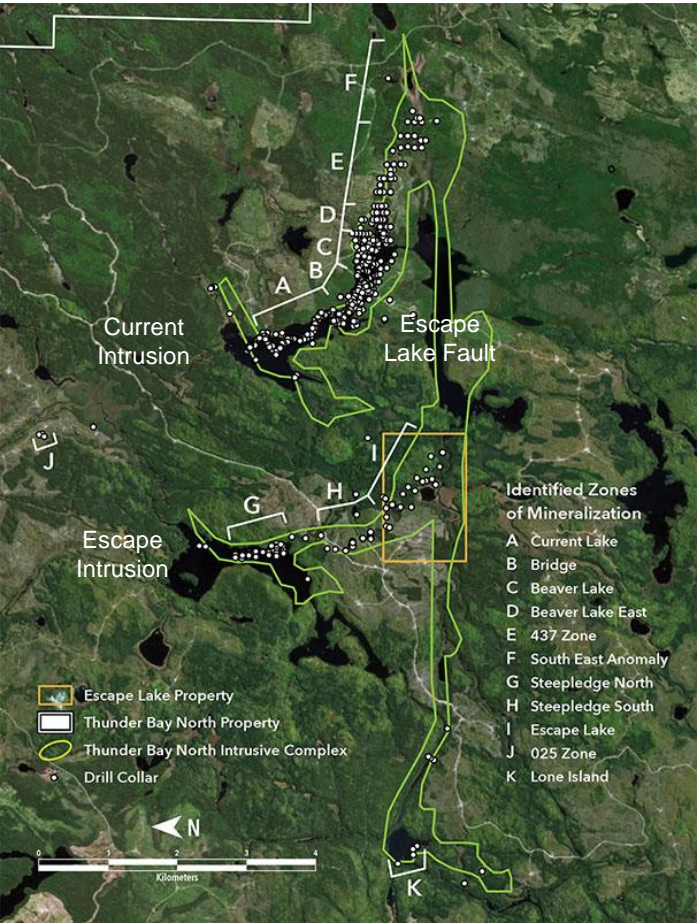 F
E
D
C
B
A
Current
Intrusion
Escape
Lake Fault
J
I
H
G
Escape
Intrusion
Identified Zones
of Mineralization
A Current Lake
B Bridge
C Beaver Lake
D Beaver Lake East
E 437 Zone
F South East Anomaly
G Steepledge North
H Steepledge South
I Escape Lake
J 025 Zone
K Lone Island
Escape Lake Property
Thunder Bay North Property
Thunder Bay North Intrusive Complex
Drill Collar
N
0 1 2 3 4
Kilometers
K